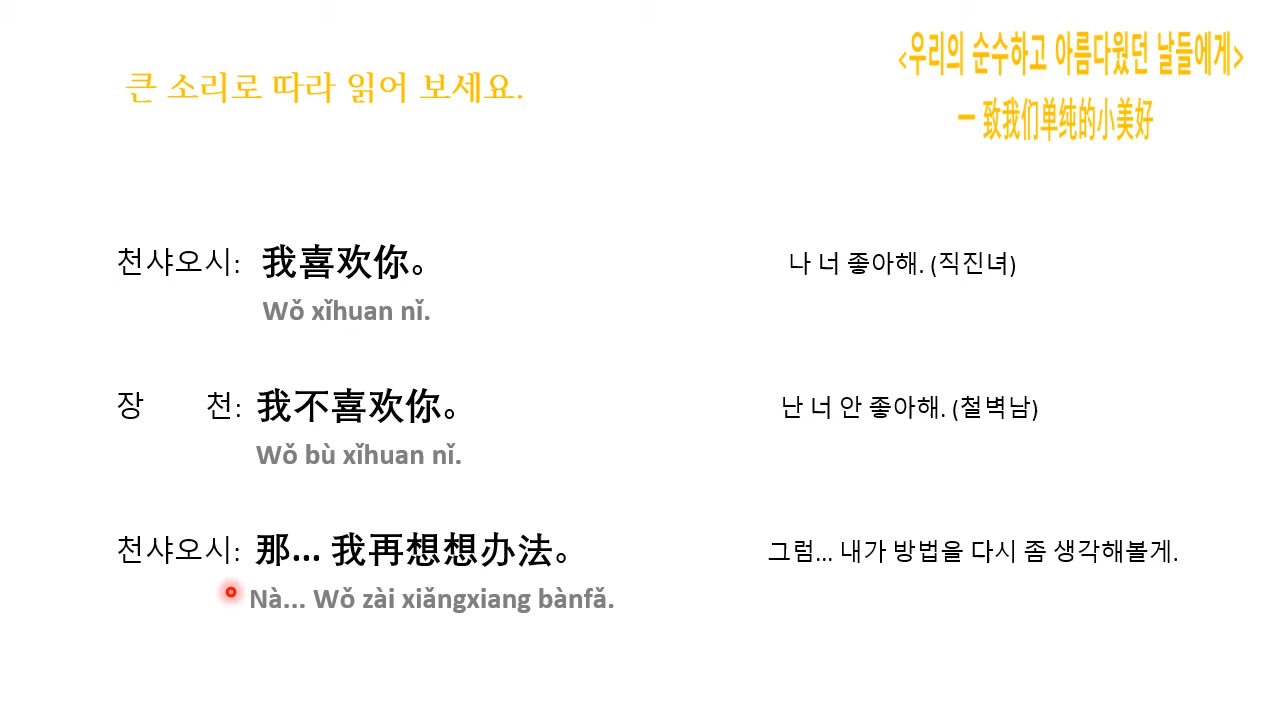 <우리의 순수하고 아름다웠던 날들에게>
큰 소리로 따라 읽어 보세요.
— 致我们单纯的小美好
천샤오시: 我喜欢你。 나 너 좋아해. (직진녀)
Wǒ xǐhuan nǐ.
장 천: 我不喜欢你。 난 너 안 좋아해. (철벽남)
Wǒ bù xǐhuan nǐ.
천샤오시: 那... 我再想想办法。 그럼... 내가 방법을 다시 좀 생각해볼게.
Nà... Wǒ zài xiǎngxiang bànfǎ.